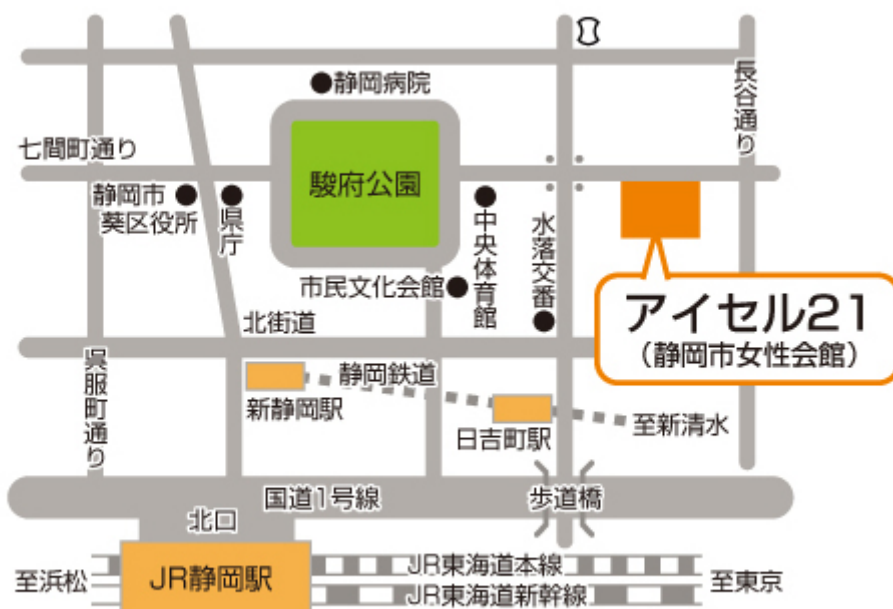 静岡病院
長谷通り
七間町通り
駿府公園
静岡市
葵区役所
県庁
中央体育館
水落交番
市民文化会館
アイセル21
(静岡市女性会館)
北街道
呉服町通り
静岡鉄道
新静岡駅
日吉町駅
至新清水
国道1号線
歩道橋
北口
JR静岡駅
至浜松
JR東海道本線
至東京
JR東海道新幹線